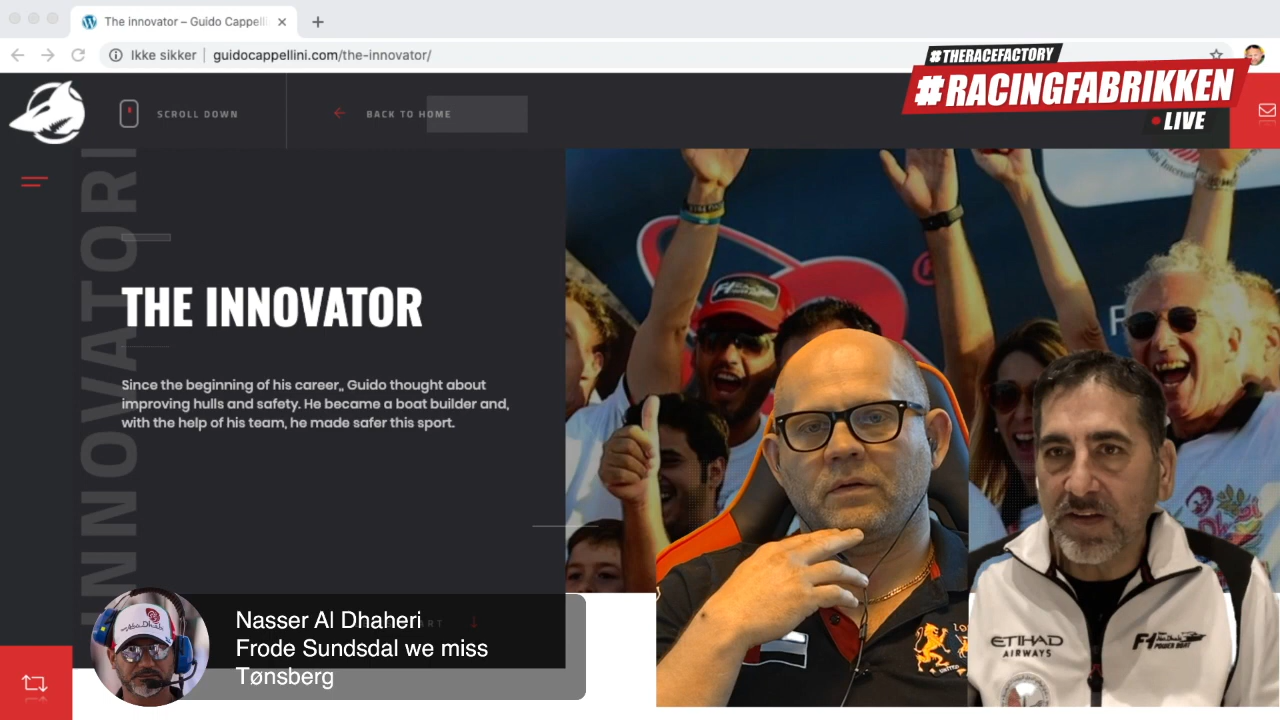 The innovator – Guido Cappelli
Ikke sikker
guidocappellini.com/the-innovator/
#THERACEFACTORY
#RACINGFABRIKKEN
LIVE
SCROLL DOWN
BACK TO HOME
INNOVATORI
THE INNOVATOR
Since the beginning of his career,, Guido thought about
improving hulls and safety. He became a boat builder and,
with the help of his team, he made safer this sport.
ETIHAD
AIRWAYS
F1
POWER BOAT
Nasser Al Dhaheri
Frode Sundsdal we miss
Tønsberg